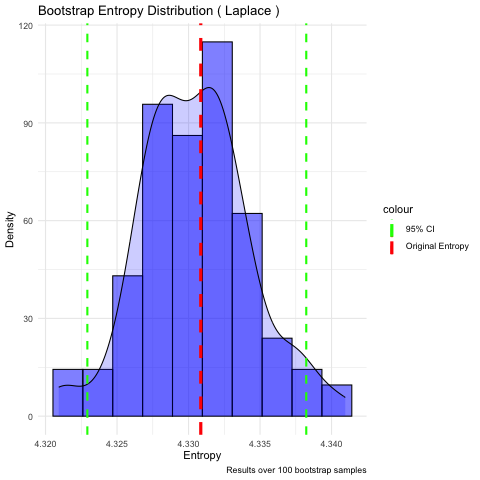 Bootstrap Entropy Distribution ( Laplace )
120
90
60
30
0
Density
4.320
4.325
4.330
4.335
4.340
Entropy
colour
95% CI
Original Entropy
Results over 100 bootstrap samples